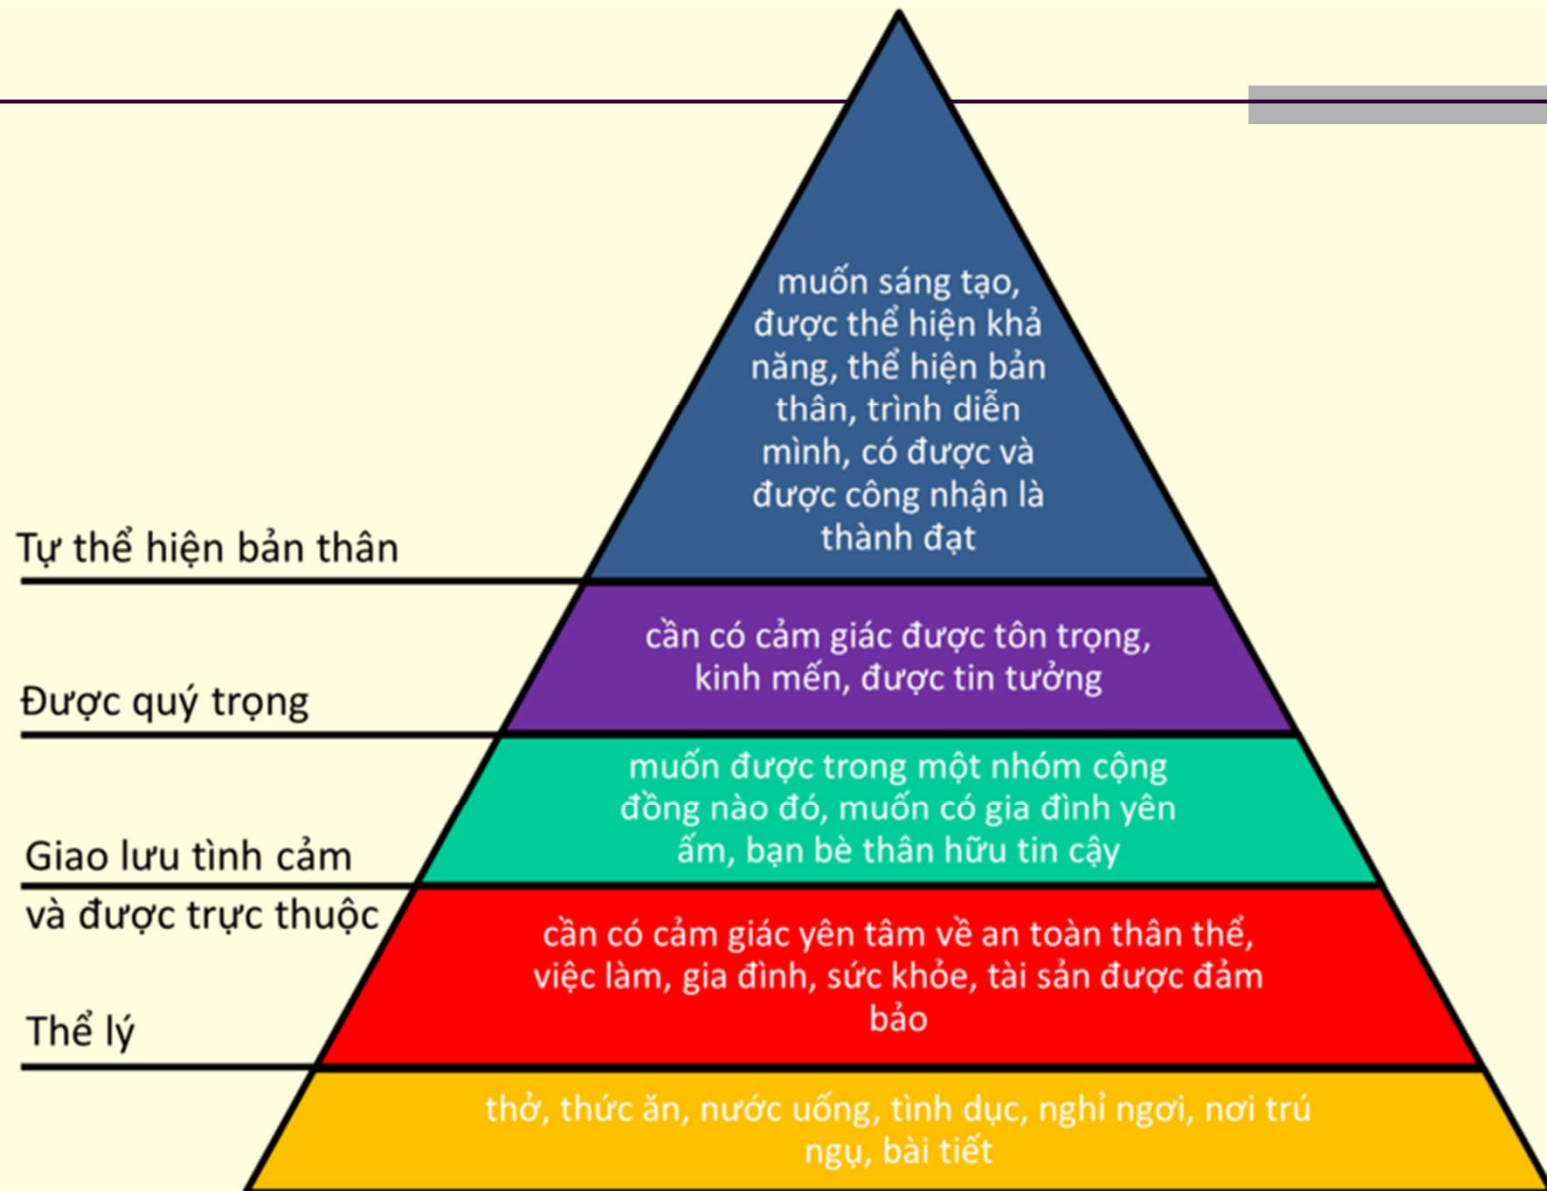 muốn sáng tạo,
được thể hiện khả
năng, thể hiện bản
thân, trình diễn
mình, có được và
được công nhận là
thành đạt
Tự thể hiện bản thân
cần có cảm giác được tôn trọng,
kinh mến, được tin tưởng
Được quý trọng
muốn được trong một nhóm cộng
đồng nào đó, muốn có gia đình yên
ấm, bạn bè thân hữu tin cậy
Giao lưu tình cảm
và được trực thuộc
cần có cảm giác yên tâm về an toàn thân thể,
việc làm, gia đình, sức khỏe, tài sản được đảm
bảo
Thể lý
thở, thức ăn, nước uống, tình dục, nghỉ ngơi, nơi trú
ngụ, bài tiết